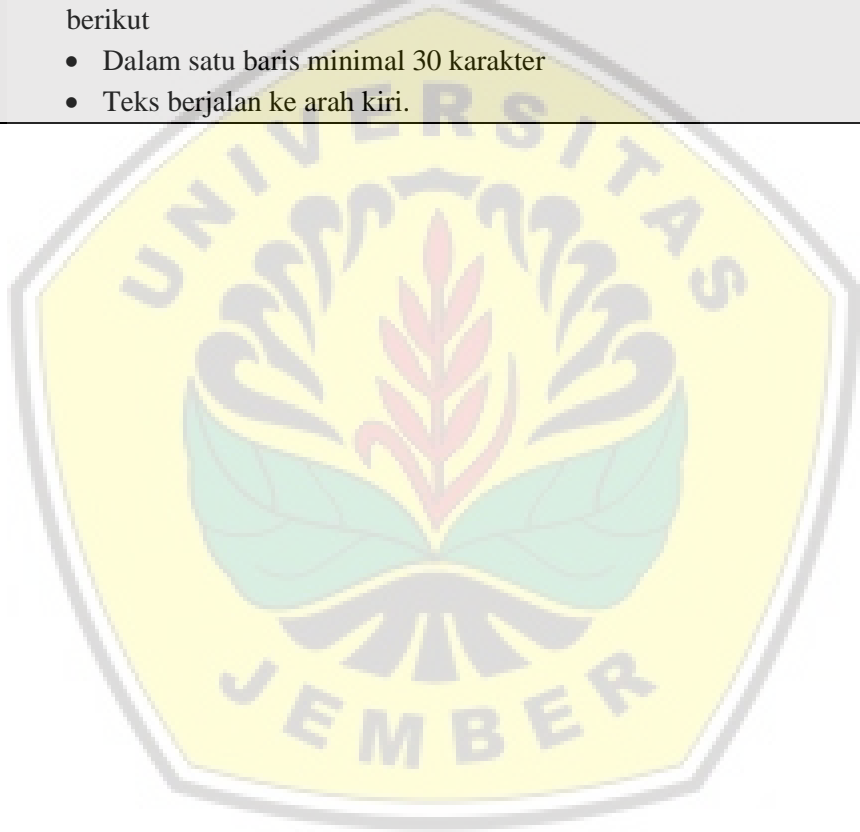 berikut
• Dalam satu baris minimal 30 karakter
• Teks berjalan ke arah kiri.
UNIVERSITAS
JEMBER